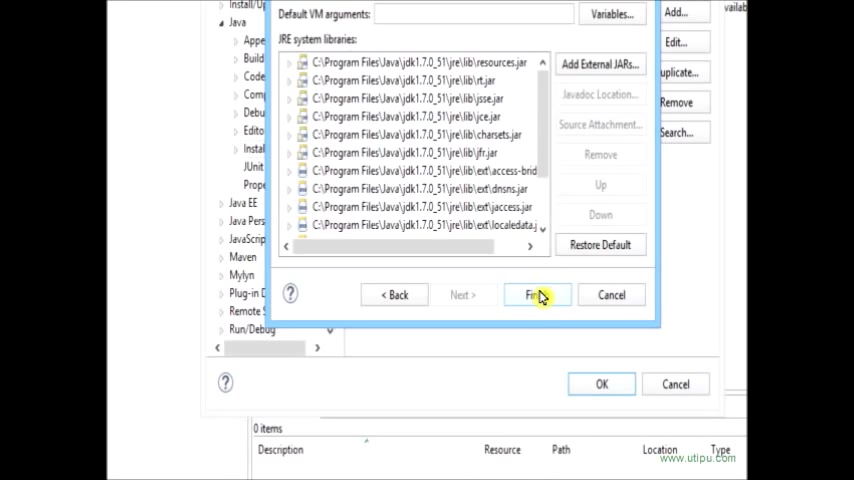 Install/Up
Java
Appe
Build
Code
Com
Debu
Edito
Instal
JUnit
Prope
Java EE
Java Pers
JavaScrip
Maven
Mylyn
Plug-in D
Remote S
Run/Debug
Default VM arguments:
Variables...
JRE system libraries:
C:\Program Files\Java\jdk1.7.0_51\jre\lib\resources.jar
C:\Program Files\Java\jdk1.7.0_51\jre\lib\rt.jar
C:\Program Files\Java\jdk1.7.0_51\jre\lib\jsse.jar
C:\Program Files\Java\jdk1.7.0_51\jre\lib\jce.jar
C:\Program Files\Java\jdk1.7.0_51\jre\lib\charsets.jar
C:\Program Files\Java\jdk1.7.0_51\jre\lib\jfr.jar
C:\Program Files\Java\jdk1.7.0_51\jre\lib\ext\access-brid
C:\Program Files\Java\jdk1.7.0_51\jre\lib\ext\dnsns.jar
C:\Program Files\Java\jdk1.7.0_51\jre\lib\ext\jaccess.jar
C:\Program Files\Java\jdk1.7.0_51\jre\lib\ext\localedata.j
Add External JARs...
Javadoc Location...
Source Attachment...
Remove
Up
Down
Restore Default
< Back
Next >
Fin
Cancel
Add...
Edit...
uplicate...
Remove
Search...
availab
OK
Cancel
0 items
Description
Resource
Path
Location
Type
www.utipu.com